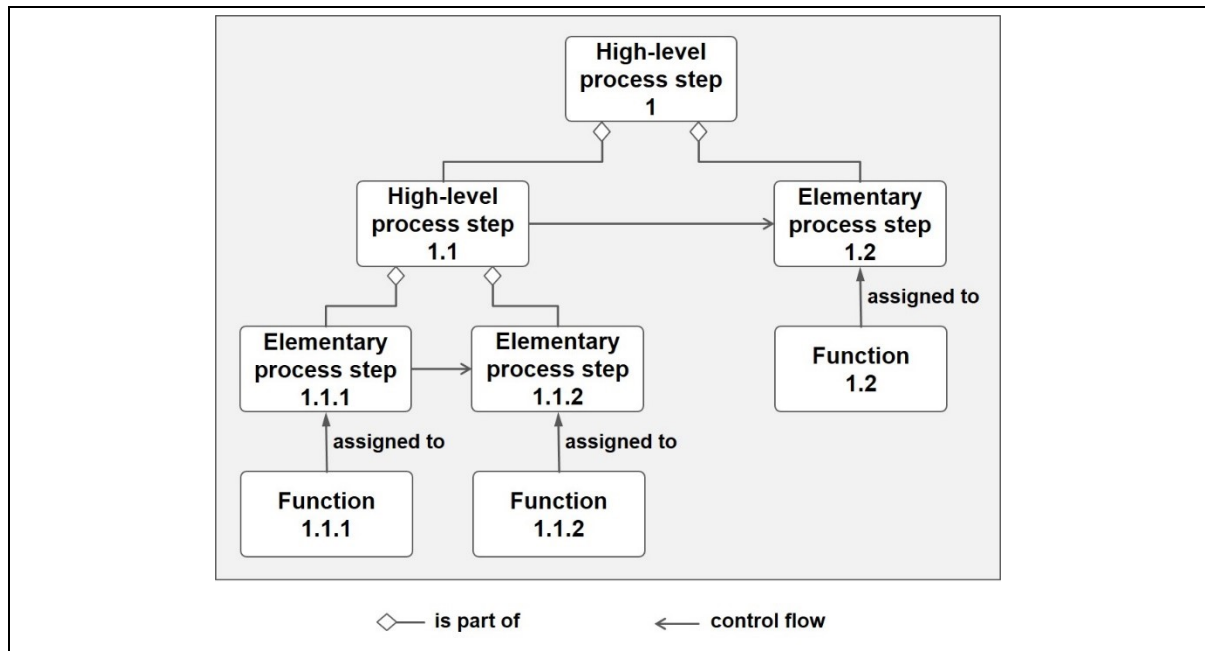 High-level
process step
1
High-level
process step
1.1
Elementary
process step
1.2
assigned to
Elementary
process step
1.1.1
Elementary
process step
1.1.2
Function
1.2
assigned to
assigned to
Function
1.1.1
Function
1.1.2
is part of
control flow